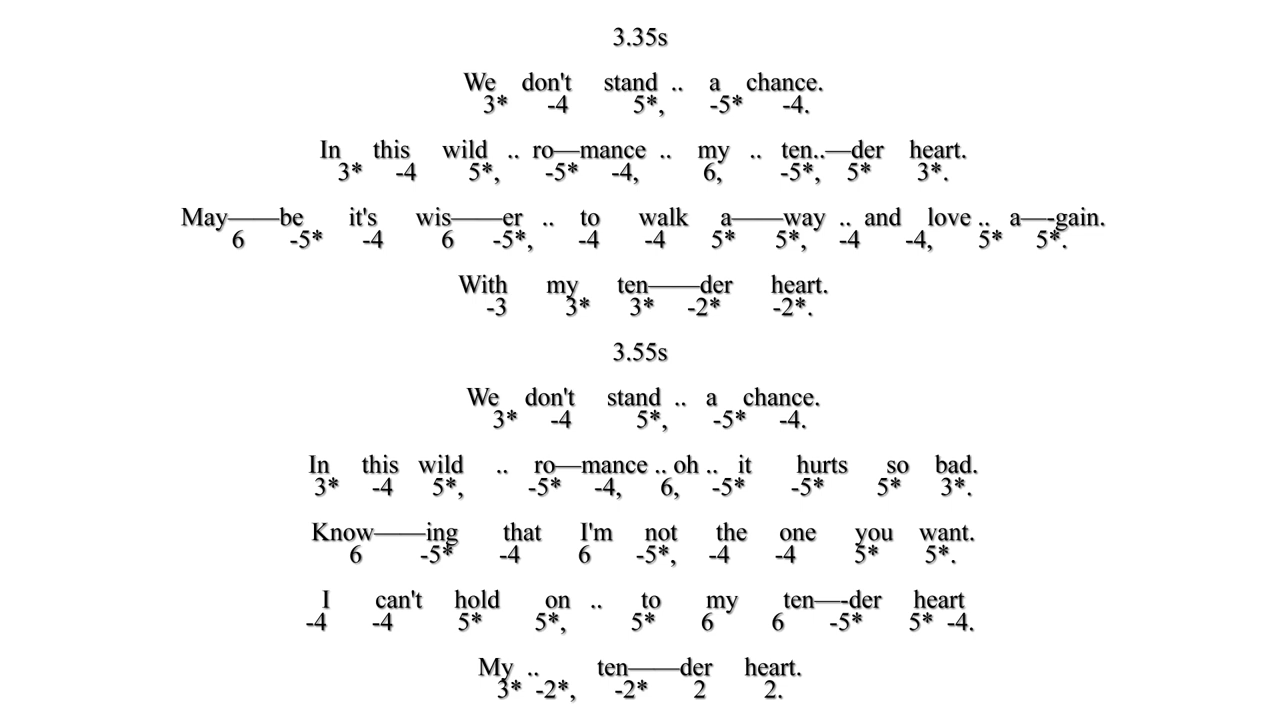 3.35s
We don't stand .. a chance.
3* -4 5*, -5* -4.
In this wild .. ro—mance .. my .. ten..—der heart.
3* -4 5*, -5* -4, 6, -5*, 5* 3*.
May——be it's wis——er .. to walk a——way .. and love .. a—-gain.
6 -5* -4 6 -5*, -4 -4 5* 5*, -4 -4, 5* 5*.
With my ten——der heart.
-3 3* 3* -2* -2*.
3.55s
We don't stand .. a chance.
3* -4 5*, -5* -4.
In this wild .. ro—mance .. oh .. it hurts so bad.
3* -4 5*, -5* -4, 6, -5* -5* 5* 3*.
Know——ing that I'm not the one you want.
6 -5* -4 6 -5*, -4 -4 5* 5*.
I can't hold on .. to my ten—-der heart
-4 -4 5* 5*, 5* 6 6 -5* 5* -4.
My .. ten——der heart.
3* -2*, -2* 2 2.